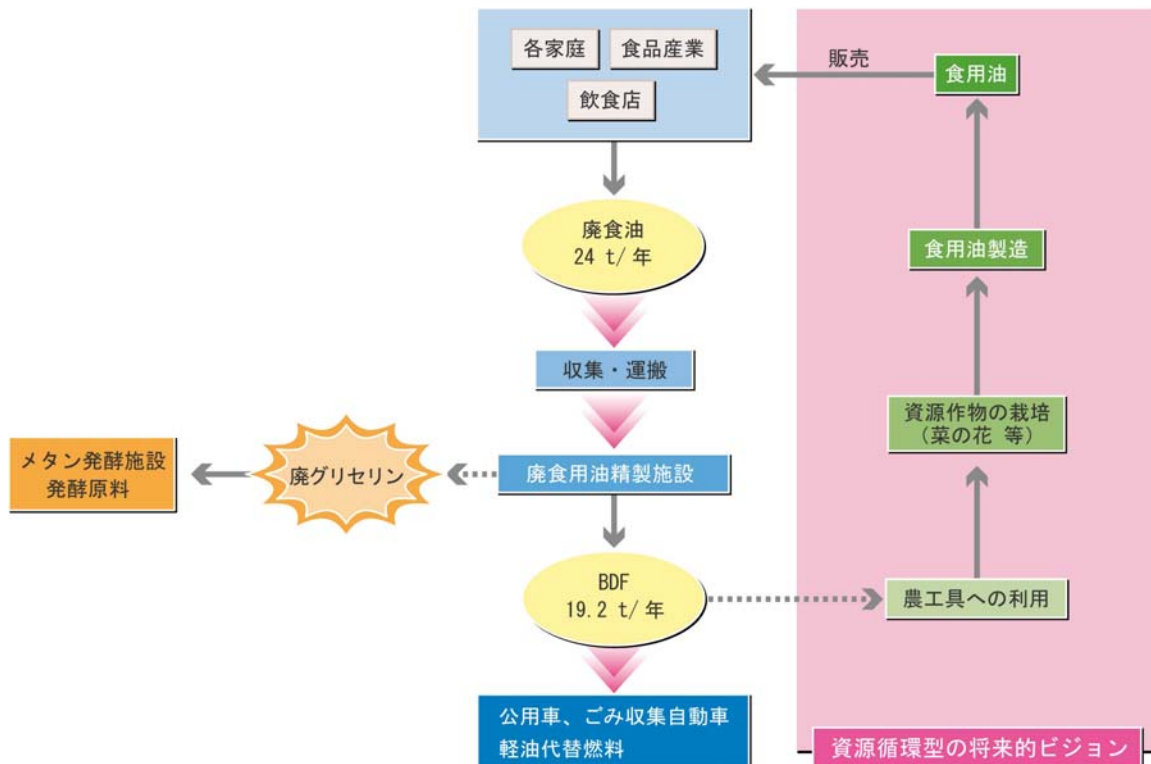 各家庭
食品産業
飲食店
販売
食用油
廃食油
24 t/年
食用油製造
収集・運搬
資源作物の栽培
（菜の花 等）
メタン発酵施設
発酵原料
廃グリセリン
廃食用油精製施設
BDF
19.2 t/年
農工具への利用
公用車、ごみ収集自動車
軽油代替燃料
資源循環型の将来的ビジョン